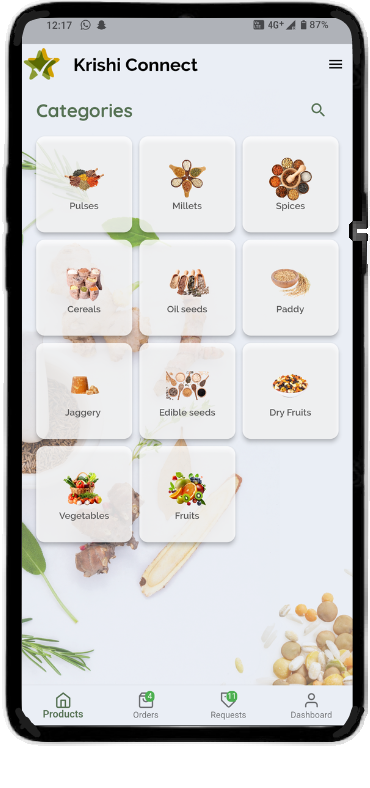 12:17 4G+ 87%
Krishi Connect
Categories
Pulses Millets Spices
Cereals Oil seeds Paddy
Jaggery Edible seeds Dry Fruits
Vegetables Fruits
4 11
Products Orders Requests Dashboard